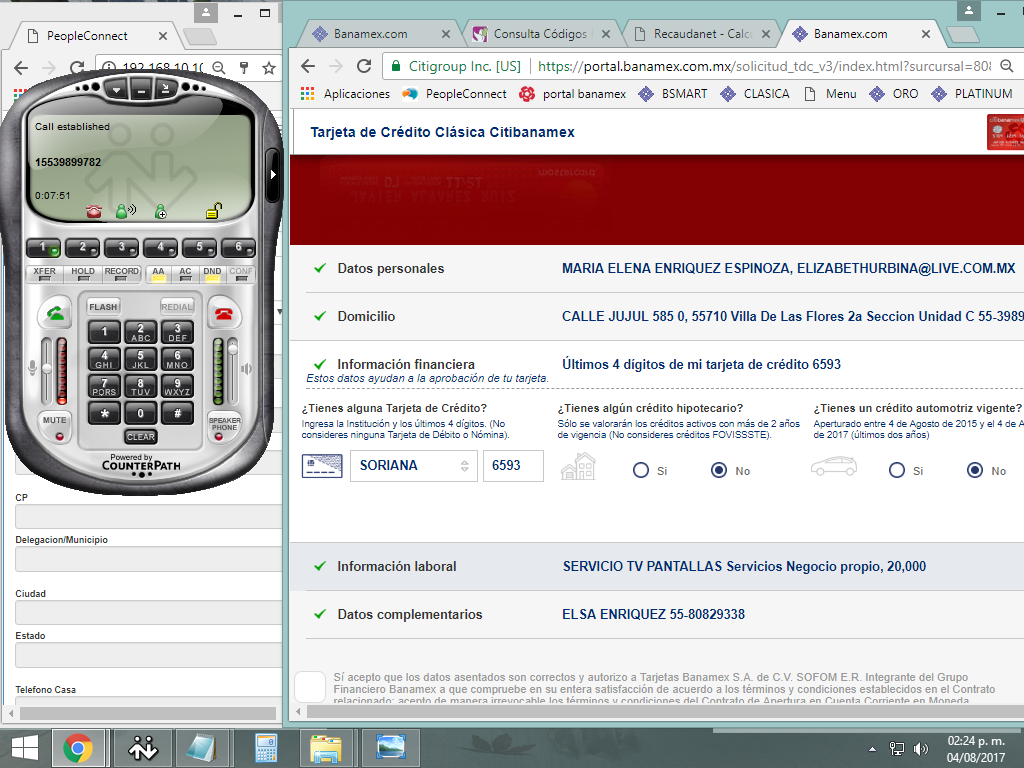 PeopleConnect
192.168.10.10
Call established
15539899782
0:07:51
1 2 3 4 5 6
XFER HOLD RECORD AA AC DND CONF
FLASH REDIAL
1 2 ABC 3 DEF
4 GHI 5 JKL 6 MNO
7 PQRS 8 TUV 9 WXYZ
* 0 #
MUTE CLEAR SPEAKER PHONE
Powered by
COUNTERPATH
CP
Delegacion/Municipio
Ciudad
Estado
Telefono Casa
Banamex.com
Consulta Códigos
Recaudanet - Calc
Banamex.com
Citigroup Inc. [US] https://portal.banamex.com.mx/solicitud_tdc_v3/index.html?surcursal=808
Aplicaciones PeopleConnect portal banamex BSMART CLASICA Menu ORO PLATINUM
Tarjeta de Crédito Clásica Citibanamex
Datos personales MARIA ELENA ENRIQUEZ ESPINOZA, ELIZABETHURBINA@LIVE.COM.MX
Domicilio CALLE JUJUL 585 0, 55710 Villa De Las Flores 2a Seccion Unidad C 55-3989
Información financiera Últimos 4 dígitos de mi tarjeta de crédito 6593
Estos datos ayudan a la aprobación de tu tarjeta.
¿Tienes alguna Tarjeta de Crédito? ¿Tienes algún crédito hipotecario? ¿Tienes un crédito automotriz vigente?
Ingresa la Institución y los últimos 4 dígitos. (No Sólo se valorarán los créditos activos con más de 2 años Aperturado entre 4 de Agosto de 2015 y el 4 de A
consideres ninguna Tarjeta de Débito o Nómina). de vigencia (No consideres créditos FOVISSSTE). de 2017 (últimos dos años)
SORIANA 6593 Si No Si No
Información laboral SERVICIO TV PANTALLAS Servicios Negocio propio, 20,000
Datos complementarios ELSA ENRIQUEZ 55-80829338
Sí acepto que los datos asentados son correctos y autorizo a Tarjetas Banamex S.A. de C.V. SOFOM E.R. Integrante del Grupo
Financiero Banamex a que compruebe en su entera satisfacción de acuerdo a los términos y condiciones establecidos en el Contrato
relacionado; acepto de manera irrevocable los términos y condiciones del Contrato de Apertura en Cuenta Corriente en Moneda
02:24 p. m.
04/08/2017